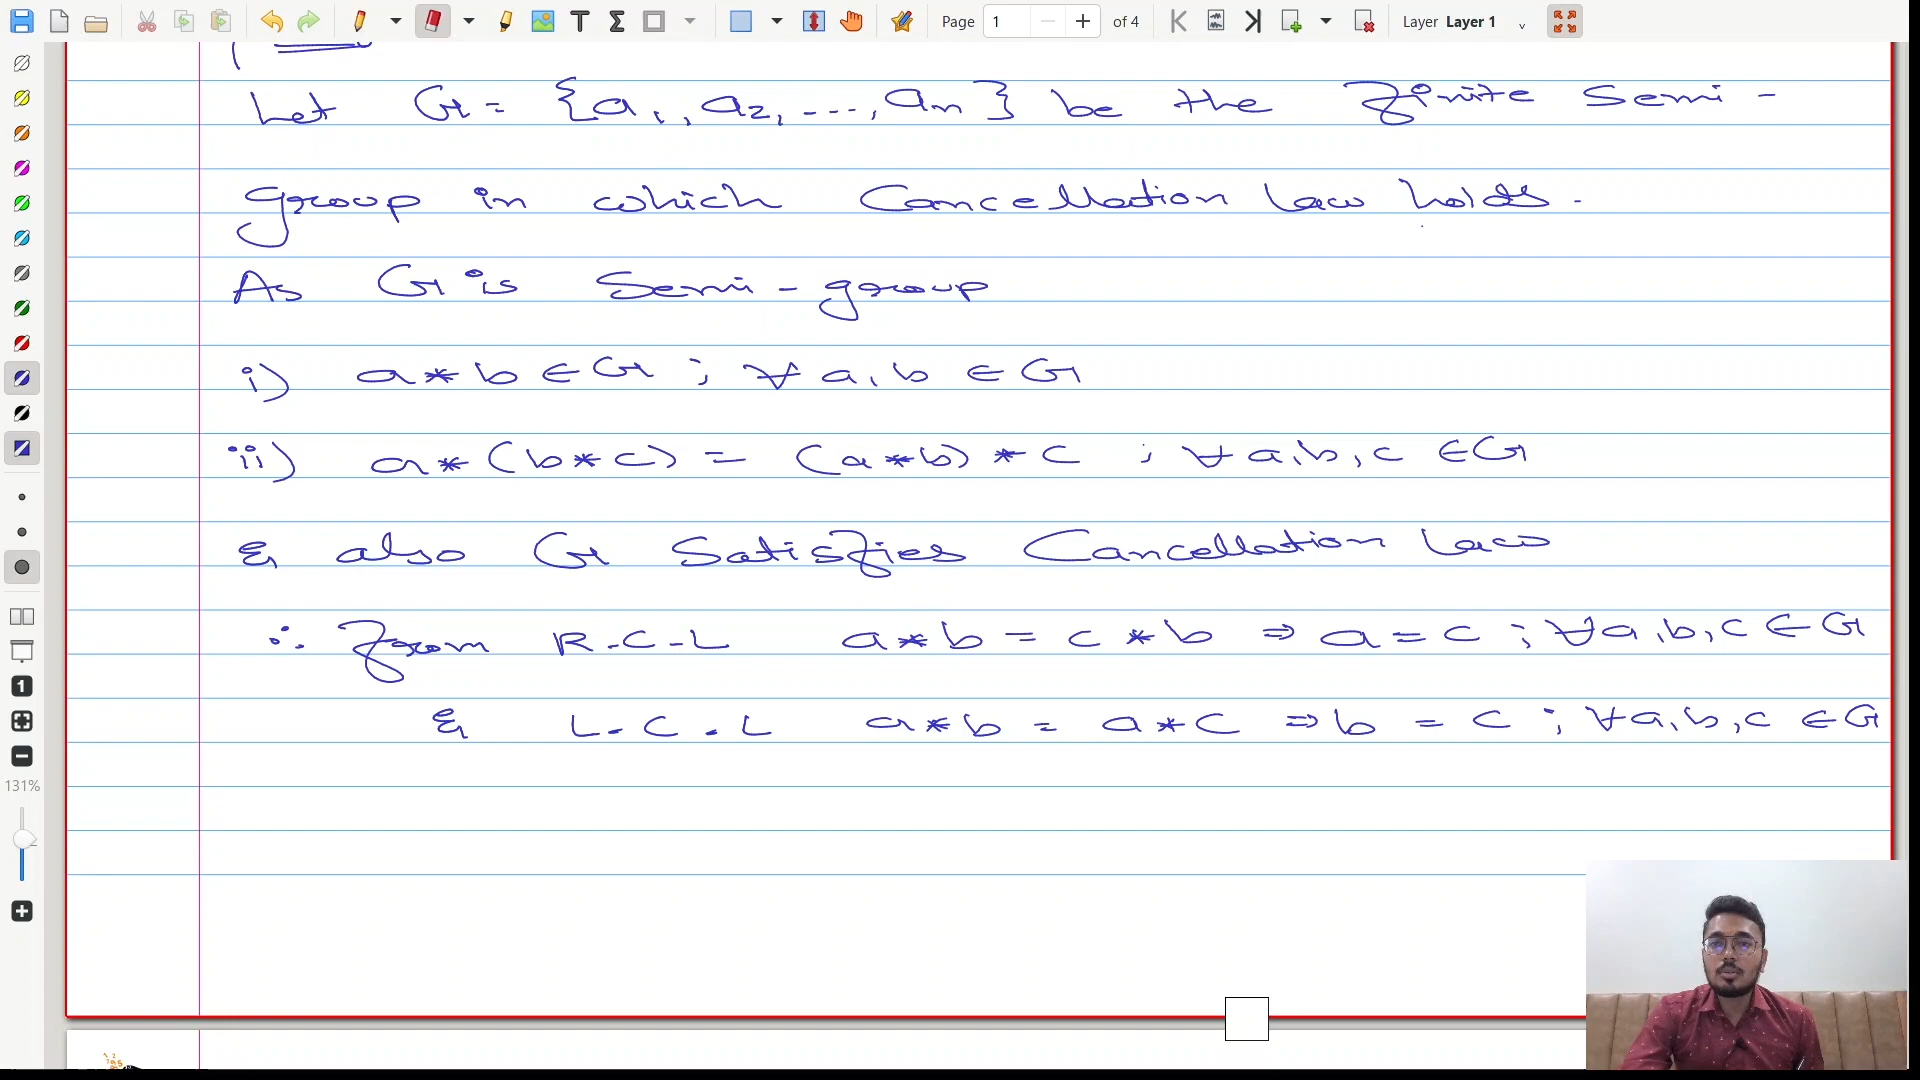 Page 1 of 4 Layer Layer 1
Let G = {a1, a2, ---, an} be the finite Semi -
group in which Cancellation law holds.
As G is Semi - group
i) a * b ∈ G ; ∀ a, b ∈ G
ii) a * (b * c) = (a * b) * c ; ∀ a, b, c ∈ G
& also G Satisfies Cancellation law
∴ from R.C.L a * b = c * b ⇒ a = c ; ∀ a, b, c ∈ G
& L.C.L a * b = a * c ⇒ b = c ; ∀ a, b, c ∈ G
131%